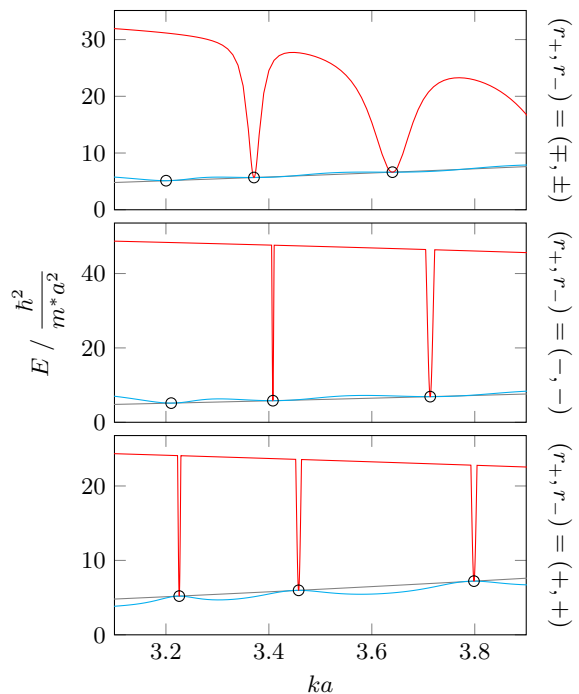 30
20
10
0
(r₊, r₋) = (∓, ±)
40
20
0
E / ℏ²/m*a²
(r₊, r₋) = (−, −)
20
10
0
(r₊, r₋) = (+, +)
3.2 3.4 3.6 3.8
ka